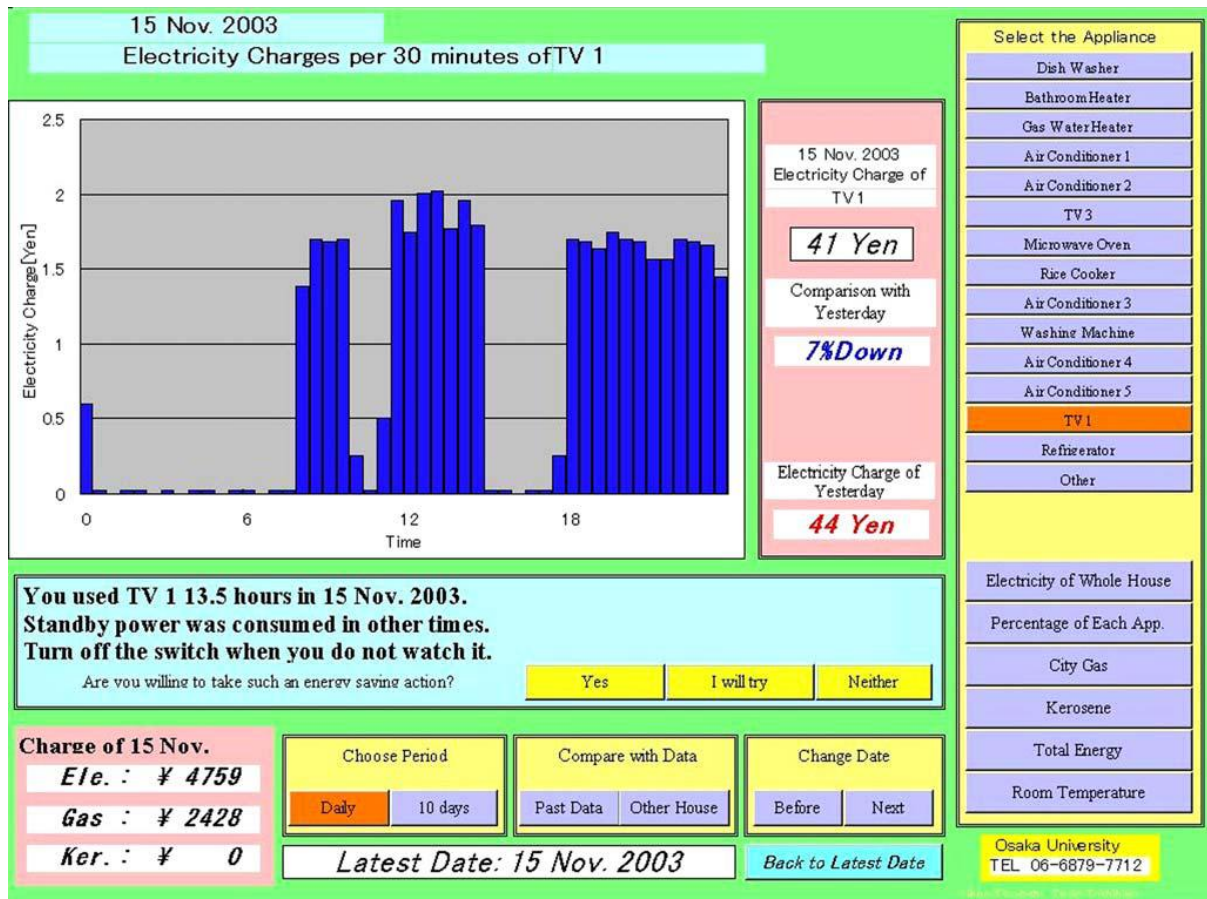 15 Nov. 2003
Electricity Charges per 30 minutes of TV 1
2.5
2
1.5
1
0.5
0
Electricity Charge[Yen]
0 6 12 18
Time
15 Nov. 2003
Electricity Charge of
TV1
41 Yen
Comparison with
Yesterday
7%Down
Electricity Charge of
Yesterday
44 Yen
Select the Appliance
Dish Washer
Bathroom Heater
Gas Water Heater
Air Conditioner 1
Air Conditioner 2
TV 3
Microwave Oven
Rice Cooker
Air Conditioner 3
Washing Machine
Air Conditioner 4
Air Conditioner 5
TV 1
Refrigerator
Other
Electricity of Whole House
Percentage of Each App.
City Gas
Kerosene
Total Energy
Room Temperature
You used TV 1 13.5 hours in 15 Nov. 2003.
Standby power was consumed in other times.
Turn off the switch when you do not watch it.
Are you willing to take such an energy saving action?
Yes I will try Neither
Charge of 15 Nov.
Ele. : ¥ 4759
Gas : ¥ 2428
Ker. : ¥ 0
Choose Period
Daily 10 days
Compare with Data
Past Data Other House
Change Date
Before Next
Latest Date: 15 Nov. 2003
Back to Latest Date
Osaka University
TEL 06-6879-7712